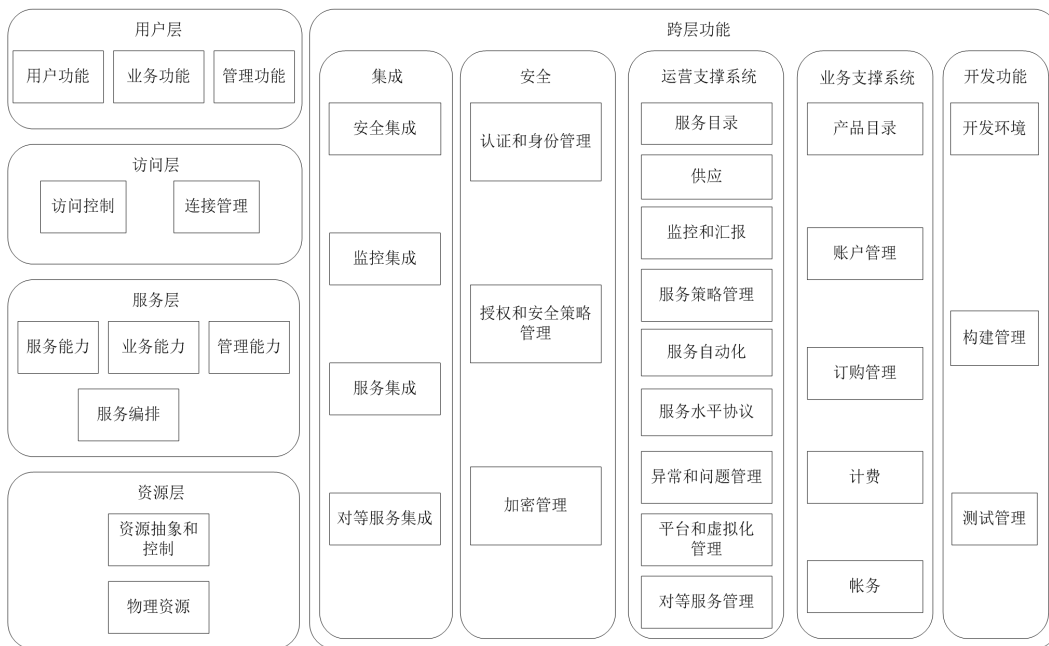 用户层
用户功能
业务功能
管理功能
访问层
访问控制
连接管理
服务层
服务能力
业务能力
管理能力
服务编排
资源层
资源抽象和
控制
物理资源
跨层功能
集成
安全集成
监控集成
服务集成
对等服务集成
安全
认证和身份管理
授权和安全策略
管理
加密管理
运营支撑系统
服务目录
供应
监控和汇报
服务策略管理
服务自动化
服务水平协议
异常和问题管理
平台和虚拟化
管理
对等服务管理
业务支撑系统
产品目录
账户管理
订购管理
计费
帐务
开发功能
开发环境
构建管理
测试管理